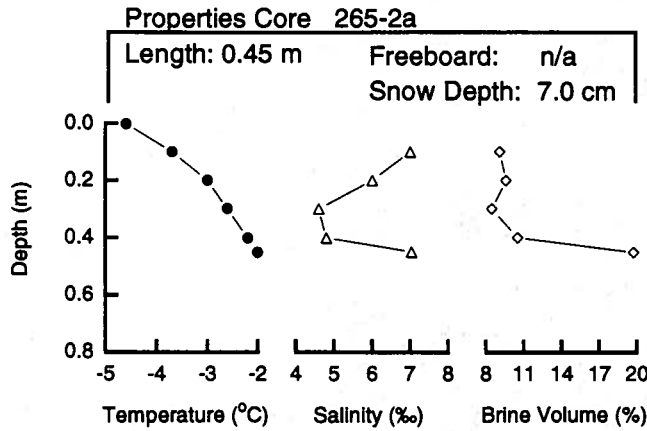 Properties Core 265-2a
Length: 0.45 m Freeboard: n/a
Snow Depth: 7.0 cm
0.0
0.2
0.4
0.6
0.8
Depth (m)
-5 -4 -3 -2 4 5 6 7 8 8 11 14 17 20
Temperature (°C) Salinity (‰) Brine Volume (%)